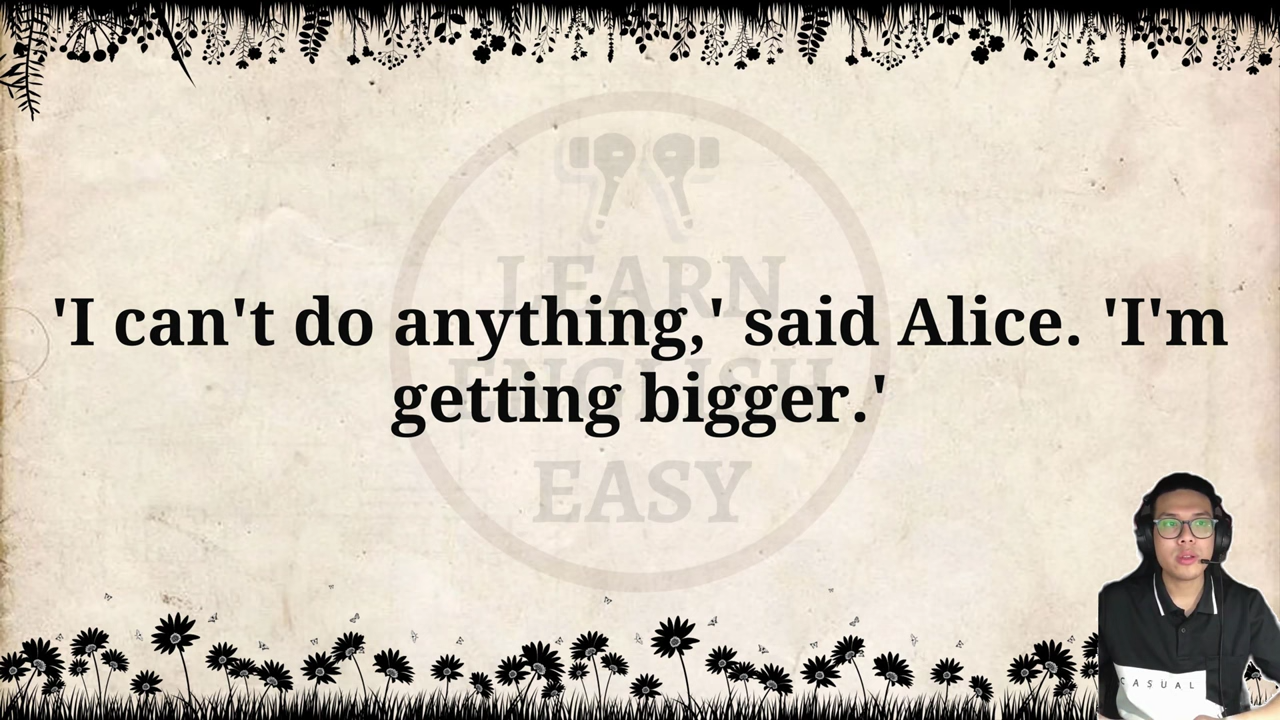 LEARN
'I can't do anything,' said Alice. 'I'm
ENGLISH
getting bigger.'
EASY
CASUAL